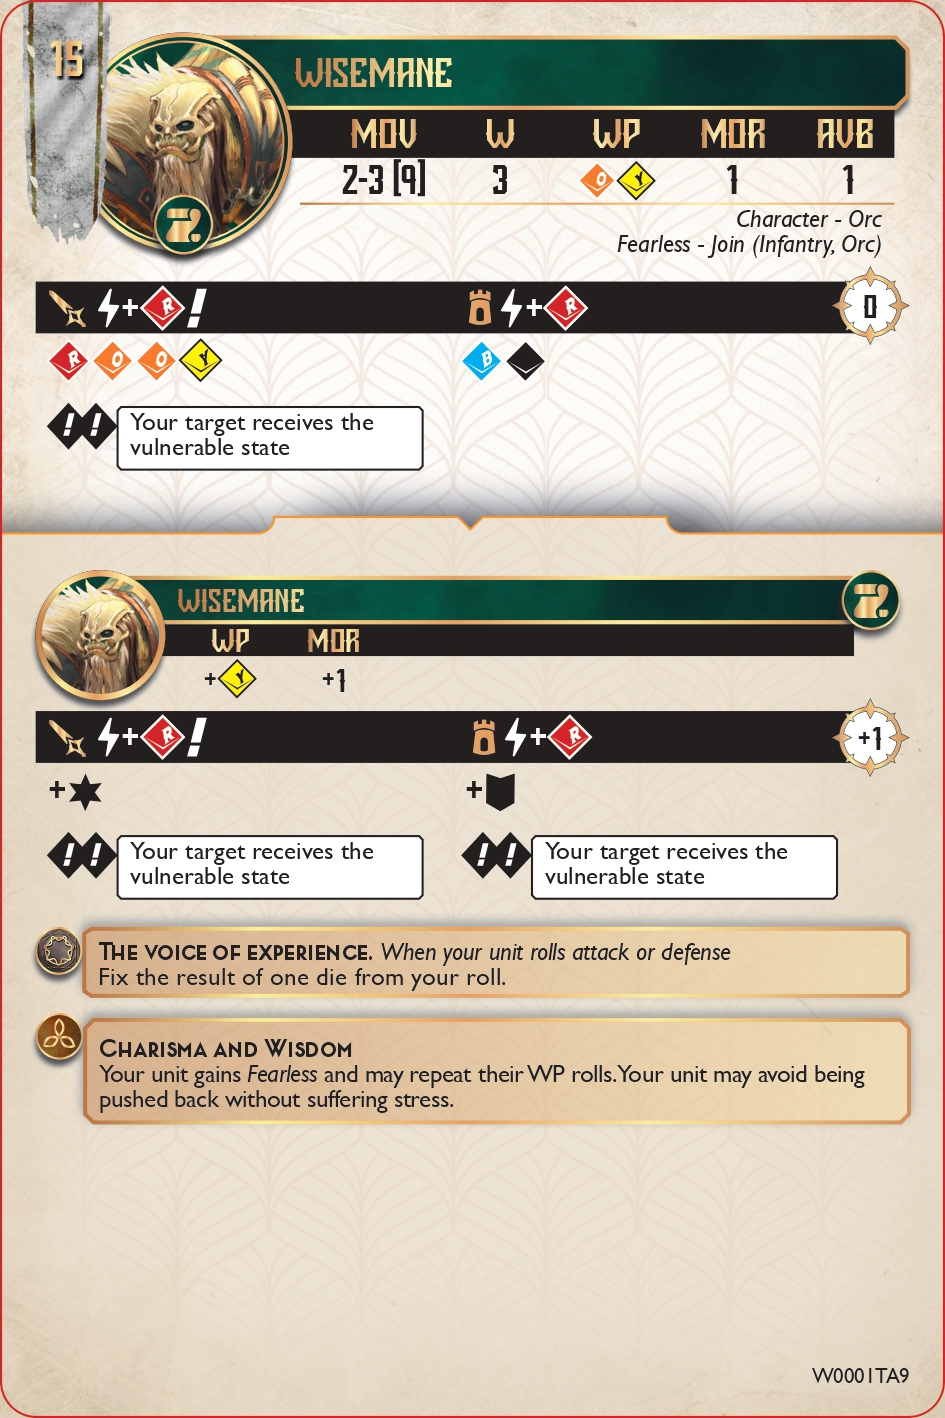 15
WISEMANE
MOV W WP MOR AVB
2-3 [9] 3 O Y 1 1
Character - Orc
Fearless - Join (Infantry, Orc)
+ R ! + R 0
R O O Y B
! ! Your target receives the
vulnerable state
WISEMANE
WP MOR
+ Y +1
+ R ! + R +1
+ +
! ! Your target receives the
vulnerable state
! ! Your target receives the
vulnerable state
THE VOICE OF EXPERIENCE. When your unit rolls attack or defense
Fix the result of one die from your roll.
CHARISMA AND WISDOM
Your unit gains Fearless and may repeat their WP rolls.Your unit may avoid being
pushed back without suffering stress.
W0001TA9